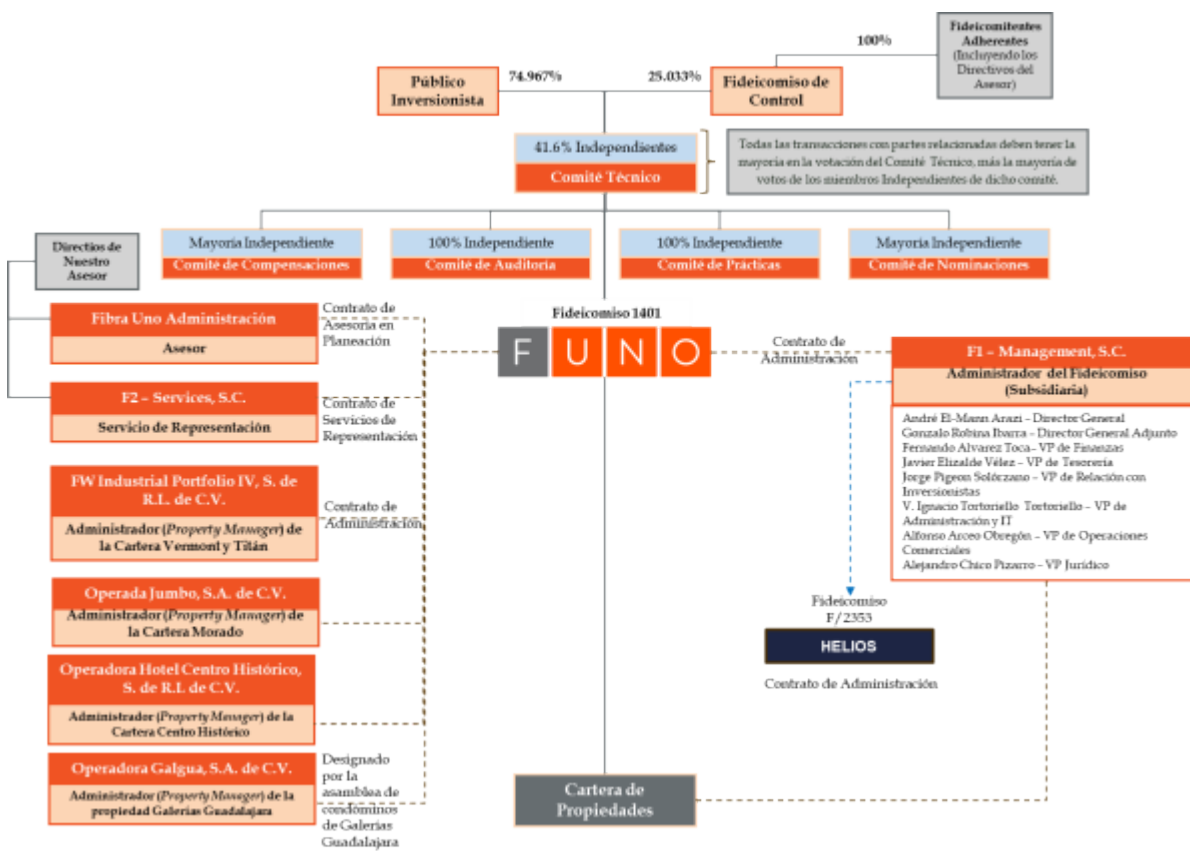 Fideicomitentes
Adherentes
(Incluyendo los
Directivos del
Asesor)
100%
Público
Inversionista
74.967%
25.033%
Fideicomiso de
Control
41.6% Independientes
Comité Técnico
Todas las transacciones con partes relacionadas deben tener la
mayoría en la votación del Comité Técnico, más la mayoría de
votos de los miembros Independientes de dicho comité.
Directios de
Nuestro
Asesor
Mayoría Independiente
Comité de Compensaciones
100% Independiente
Comité de Auditoría
100% Independiente
Comité de Prácticas
Mayoría Independiente
Comité de Nominaciones
Fibra Uno Administración
Asesor
Contrato de
Asesoría en
Planeación
Fideicomiso 1401
F U N O
Contrato de
Administración
F1 – Management, S.C.
Administrador del Fideicomiso
(Subsidiaria)
André El-Mann Arazi – Director General
Gonzalo Robina Ibarra – Director General Adjunto
Fernando Alvarez Toca– VP de Finanzas
Javier Elizalde Vélez – VP de Tesorería
Jorge Pigeon Solórzano – VP de Relación con
Inversionistas
V. Ignacio Tortoriello Tortoriello – VP de
Administración y IT
Alfonso Arceo Obregón – VP de Operaciones
Comerciales
Alejandro Chico Pizarro – VP Jurídico
F2 – Services, S.C.
Servicio de Representación
Contrato de
Servicios de
Representación
FW Industrial Portfolio IV, S. de
R.L. de C.V.
Administrador (Property Manager) de
la Cartera Vermont y Titán
Contrato de
Administración
Operada Jumbo, S.A. de C.V.
Administrador (Property Manager) de
la Cartera Morado
Fideicomiso
F/2353
HELIOS
Contrato de Administración
Operadora Hotel Centro Histórico,
S. de R.L de C.V.
Administrador (Property Manager) de la
Cartera Centro Histórico
Operadora Galgua, S.A. de C.V.
Administrador (Property Manager) de la
propiedad Galerías Guadalajara
Designado
por la
asamblea de
condóminos
de Galerías
Guadalajara
Cartera de
Propiedades